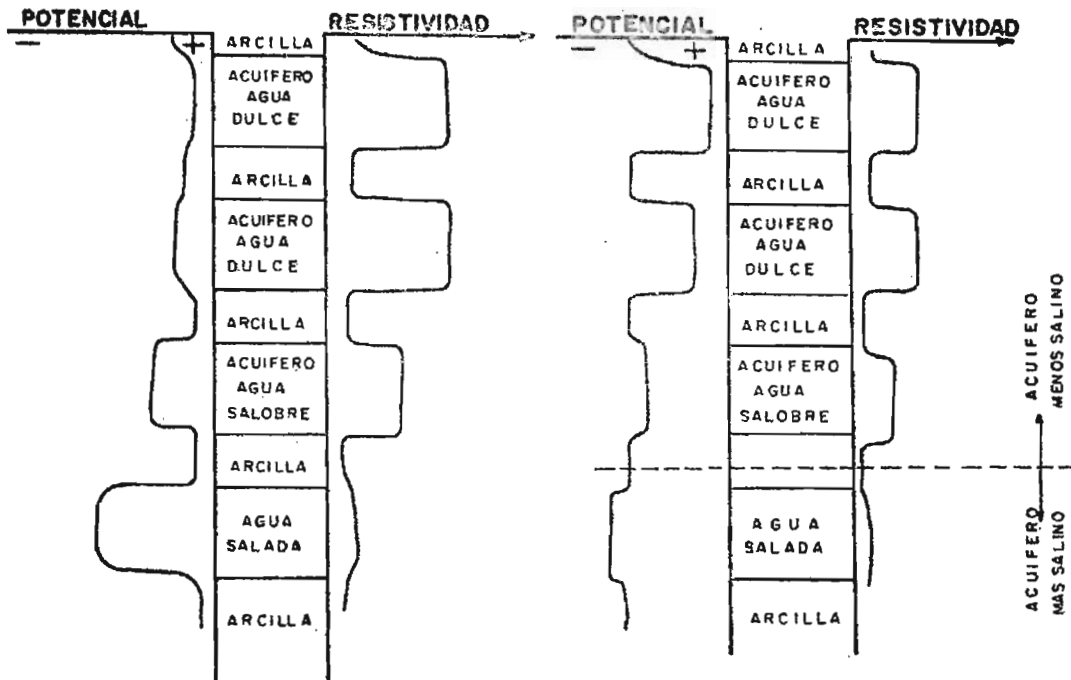 POTENCIAL
RESISTIVIDAD
− +
ARCILLA
ACUIFERO
AGUA
DULCE
ARCILLA
ACUIFERO
AGUA
DULCE
ARCILLA
ACUIFERO
AGUA
SALOBRE
ARCILLA
AGUA
SALADA
ARCILLA
POTENCIAL
RESISTIVIDAD
− +
ARCILLA
ACUIFERO
AGUA
DULCE
ARCILLA
ACUIFERO
AGUA
DULCE
ARCILLA
ACUIFERO
AGUA
SALOBRE
AGUA
SALADA
ARCILLA
ACUIFERO
MENOS SALINO
ACUIFERO
MAS SALINO